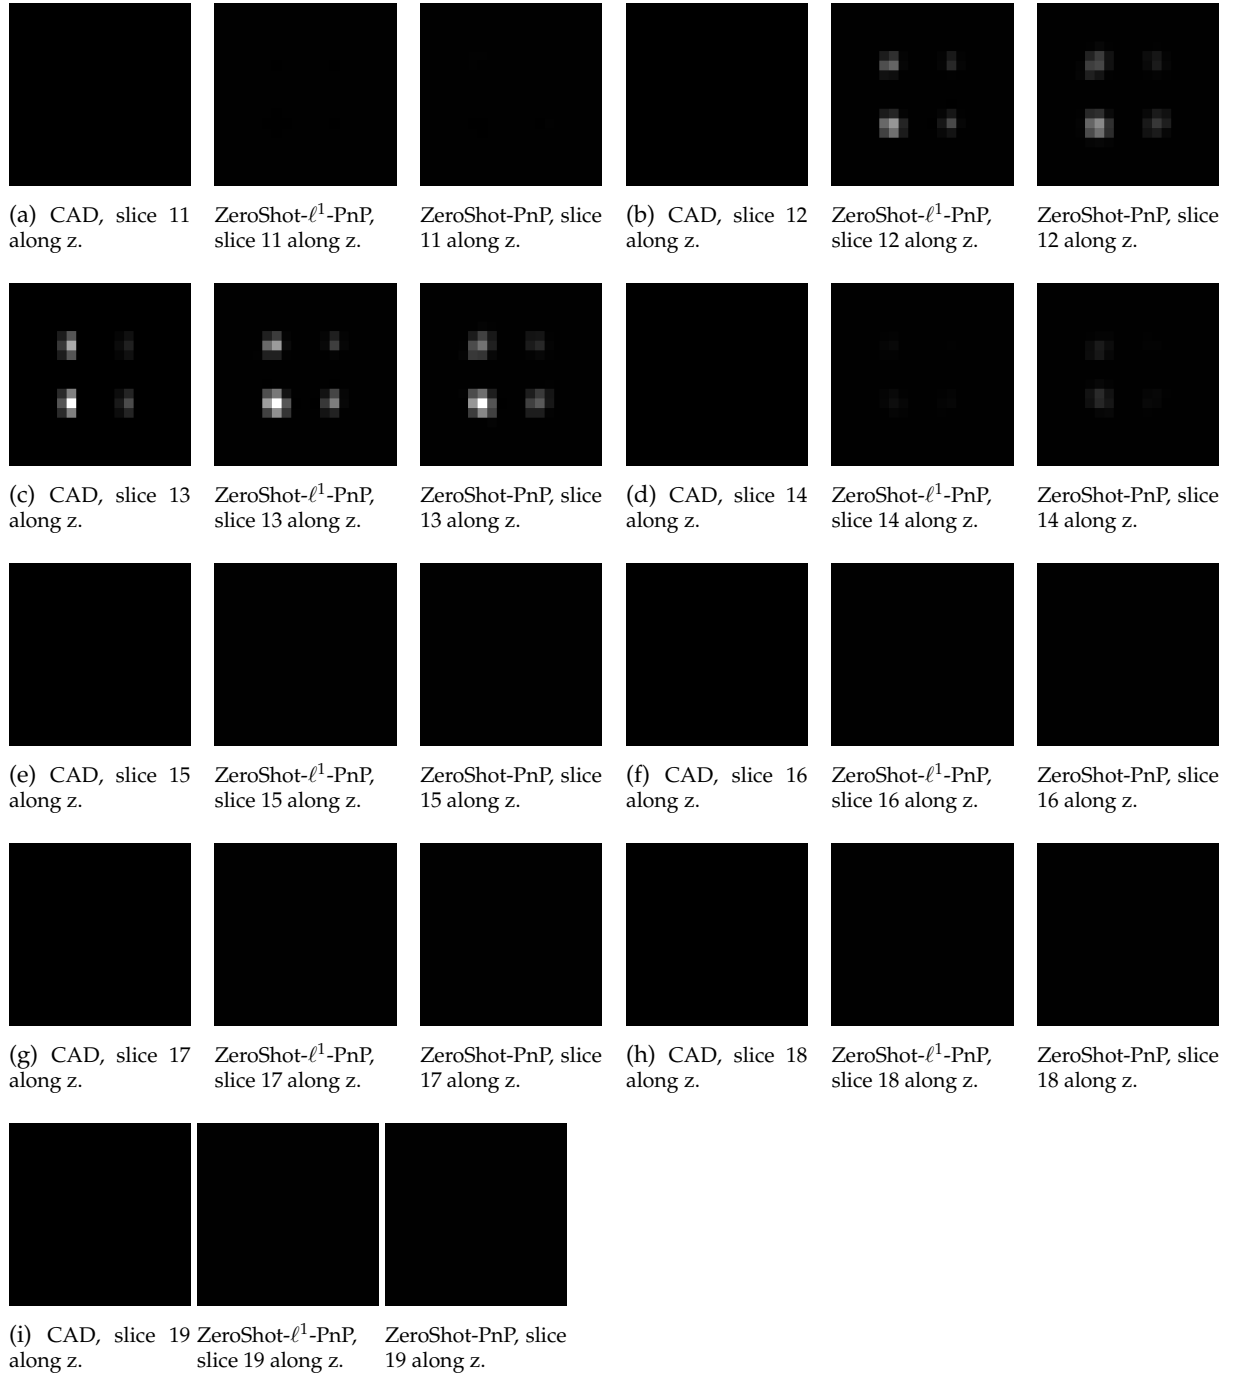 (a) CAD, slice 11
along z.
ZeroShot-ℓ¹-PnP,
slice 11 along z.
ZeroShot-PnP, slice
11 along z.
(b) CAD, slice 12
along z.
ZeroShot-ℓ¹-PnP,
slice 12 along z.
ZeroShot-PnP, slice
12 along z.
(c) CAD, slice 13
along z.
ZeroShot-ℓ¹-PnP,
slice 13 along z.
ZeroShot-PnP, slice
13 along z.
(d) CAD, slice 14
along z.
ZeroShot-ℓ¹-PnP,
slice 14 along z.
ZeroShot-PnP, slice
14 along z.
(e) CAD, slice 15
along z.
ZeroShot-ℓ¹-PnP,
slice 15 along z.
ZeroShot-PnP, slice
15 along z.
(f) CAD, slice 16
along z.
ZeroShot-ℓ¹-PnP,
slice 16 along z.
ZeroShot-PnP, slice
16 along z.
(g) CAD, slice 17
along z.
ZeroShot-ℓ¹-PnP,
slice 17 along z.
ZeroShot-PnP, slice
17 along z.
(h) CAD, slice 18
along z.
ZeroShot-ℓ¹-PnP,
slice 18 along z.
ZeroShot-PnP, slice
18 along z.
(i) CAD, slice 19
along z.
ZeroShot-ℓ¹-PnP,
slice 19 along z.
ZeroShot-PnP, slice
19 along z.